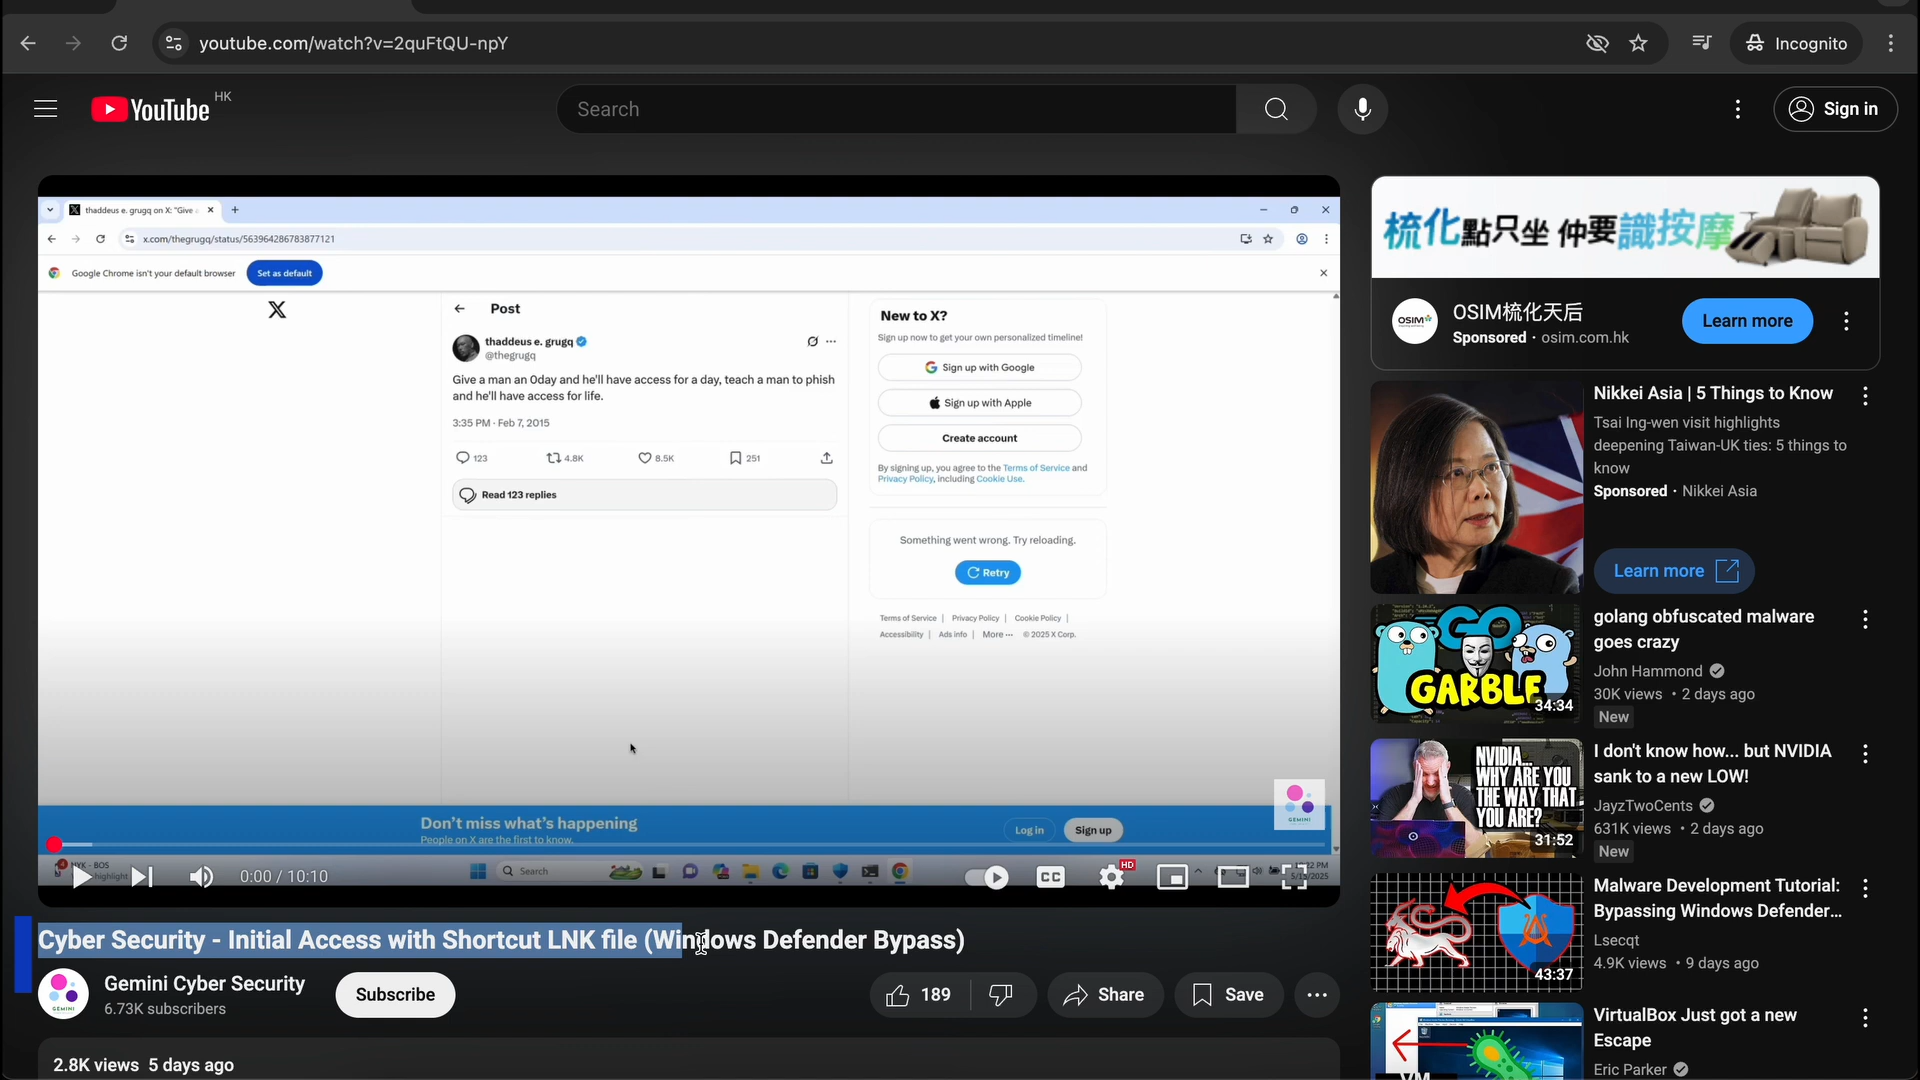 youtube.com/watch?v=2quFtQU-npY
Incognito
YouTube HK
Search
Sign in
thaddeus e. grugq on X: "Give
x.com/thegrugq/status/563964286783877121
Google Chrome isn't your default browser
Set as default
Post
thaddeus e. grugq
@thegrugq
Give a man an 0day and he'll have access for a day, teach a man to phish
and he'll have access for life.
3:35 PM · Feb 7, 2015
123
4.8K
8.5K
251
Read 123 replies
New to X?
Sign up now to get your own personalized timeline!
Sign up with Google
Sign up with Apple
Create account
By signing up, you agree to the Terms of Service and
Privacy Policy, including Cookie Use.
Something went wrong. Try reloading.
Retry
Terms of Service | Privacy Policy | Cookie Policy |
Accessibility | Ads info | More ··· © 2025 X Corp.
GEMINI
Don't miss what's happening
People on X are the first to know.
Log in
Sign up
NYK - BOS
highlight
Search
0:00 / 10:10
CC
HD
Cyber Security - Initial Access with Shortcut LNK file (Windows Defender Bypass)
GEMINI
Gemini Cyber Security
6.73K subscribers
Subscribe
189
Share
Save
2.8K views 5 days ago
梳化點只坐 仲要識按摩
OSIM
OSIM梳化天后
Sponsored · osim.com.hk
Learn more
Nikkei Asia | 5 Things to Know
Tsai Ing-wen visit highlights
deepening Taiwan-UK ties: 5 things to
know
Sponsored · Nikkei Asia
Learn more
GO
GARBLE
34:34
golang obfuscated malware
goes crazy
John Hammond
30K views • 2 days ago
New
NVIDIA...
WHY ARE YOU
THE WAY THAT
YOU ARE?
31:52
I don't know how... but NVIDIA
sank to a new LOW!
JayzTwoCents
631K views • 2 days ago
New
43:37
Malware Development Tutorial:
Bypassing Windows Defender...
Lsecqt
4.9K views • 9 days ago
VM
VirtualBox Just got a new
Escape
Eric Parker